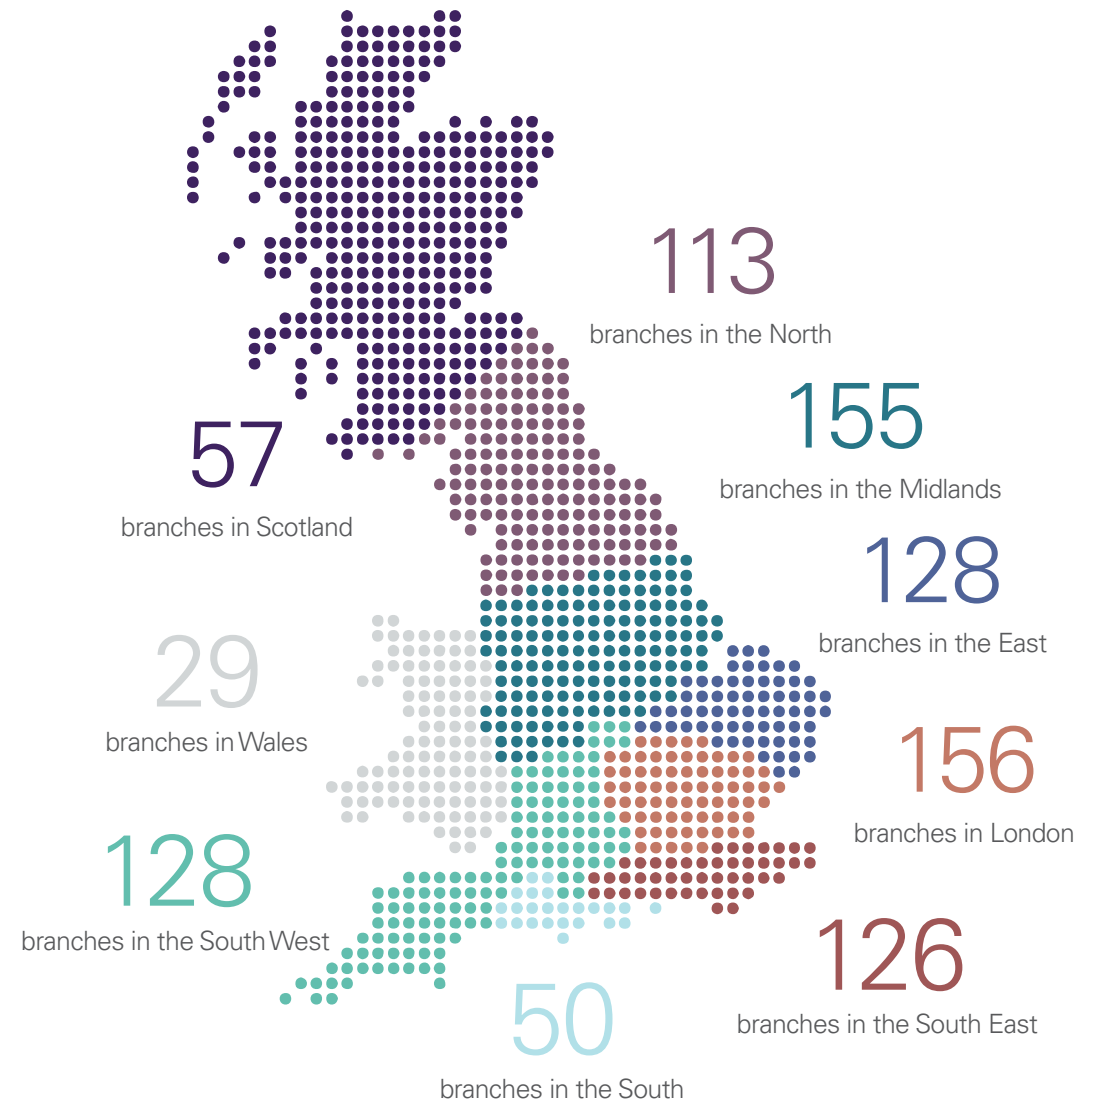 113
branches in the North
155
branches in the Midlands
57
branches in Scotland
128
branches in the East
29
branches in Wales
156
branches in London
128
branches in the South West
126
branches in the South East
50
branches in the South